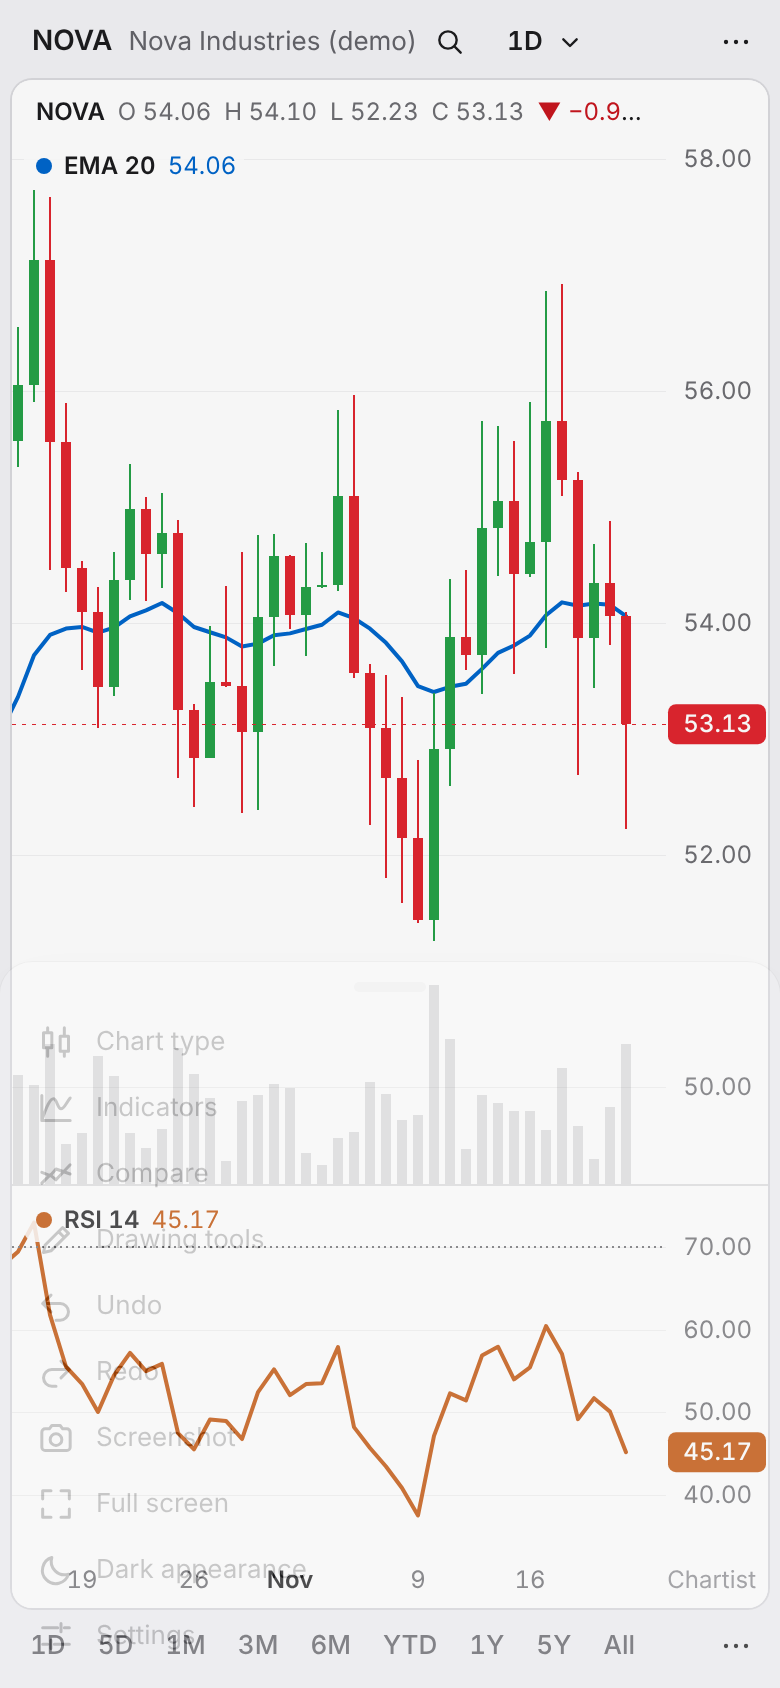 NOVA Nova Industries (demo) 1D
NOVA O 54.06 H 54.10 L 52.23 C 53.13 ▼ −0.9…
EMA 20 54.06
58.00
56.00
54.00
53.13
52.00
Chart type
50.00
Indicators
Compare
RSI 14 45.17
Drawing tools
70.00
Undo
60.00
Redo
50.00
Screenshot
45.17
40.00
Full screen
Dark appearance
19 26 Nov 9 16 Chartist
Settings
1D 5D 1M 3M 6M YTD 1Y 5Y All